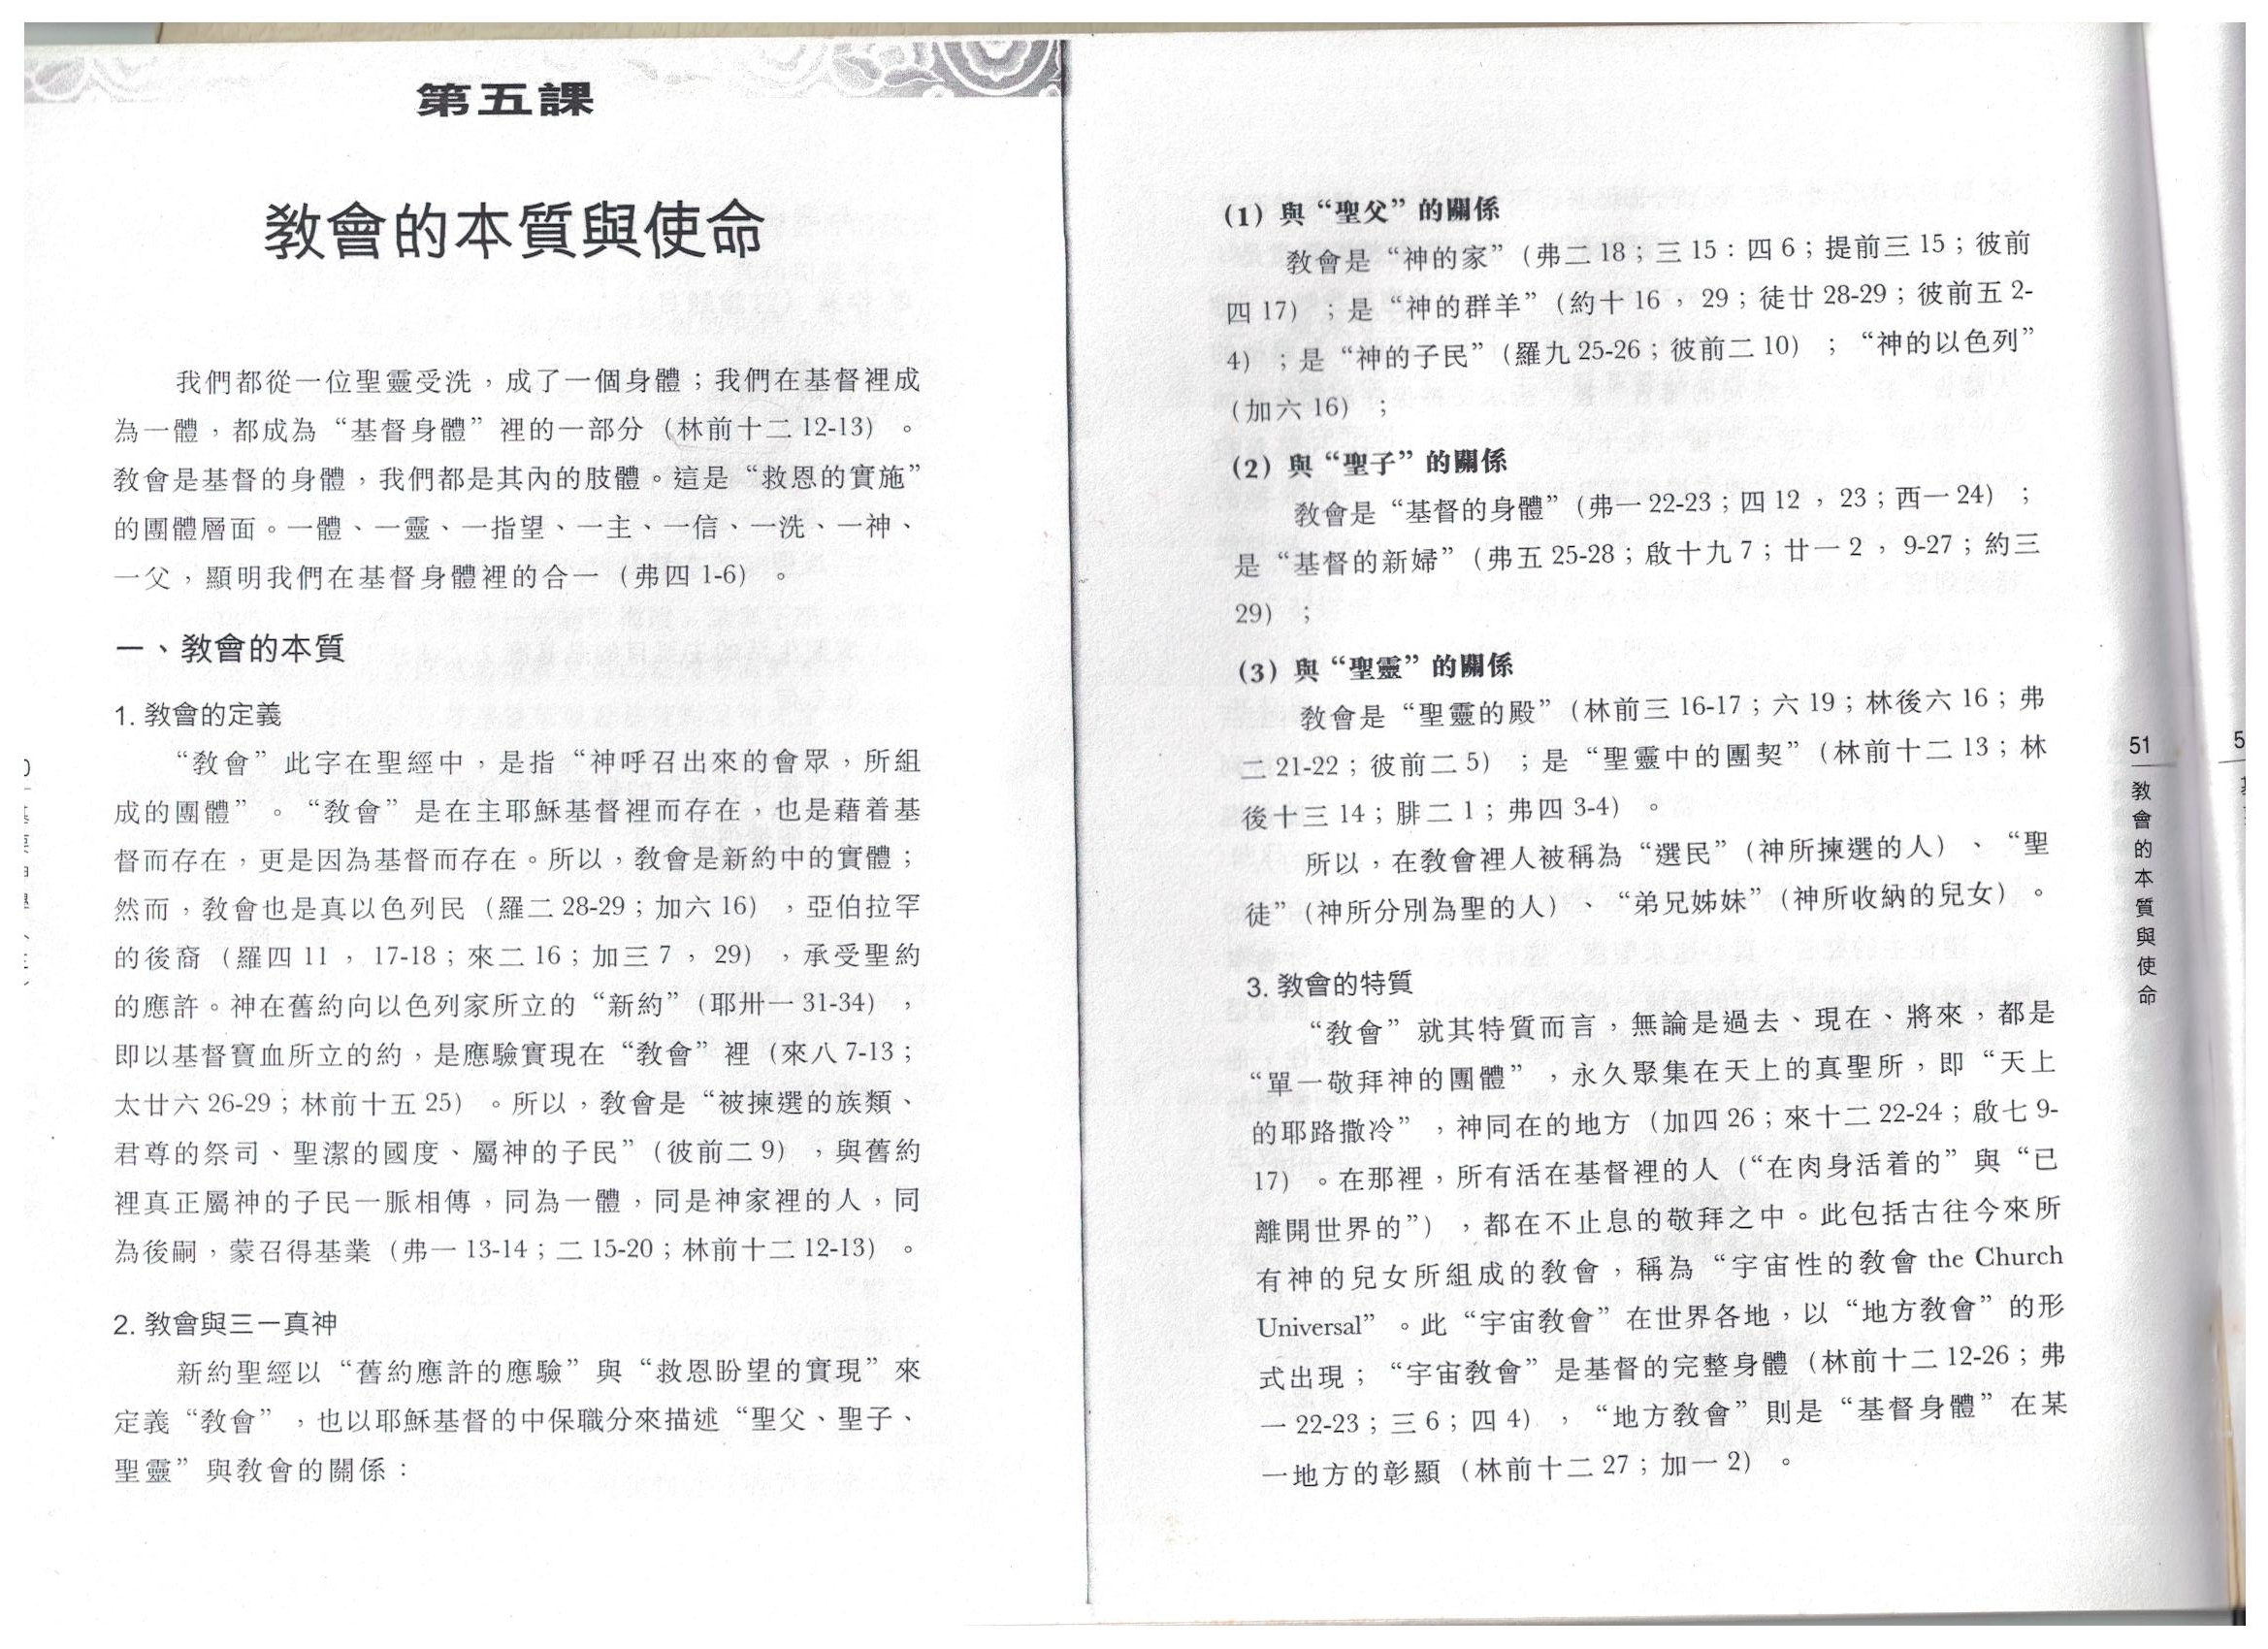 第五課
教會的本質與使命
我們都從一位聖靈受洗，成了一個身體；我們在基督裡成
為一體，都成為“基督身體”裡的一部分（林前十二 12-13）。
教會是基督的身體，我們都是其內的肢體。這是“救恩的實施”
的團體層面。一體、一靈、一指望、一主、一信、一洗、一神、
一父，顯明我們在基督身體裡的合一（弗四 1-6）。
一、教會的本質
1. 教會的定義
“教會”此字在聖經中，是指“神呼召出來的會眾，所組
成的團體”。“教會”是在主耶穌基督裡而存在，也是藉着基
督而存在，更是因為基督而存在。所以，教會是新約中的實體；
然而，教會也是真以色列民（羅二 28-29；加六 16），亞伯拉罕
的後裔（羅四 11，17-18；來二 16；加三 7，29），承受聖約
的應許。神在舊約向以色列家所立的“新約”（耶卅一 31-34），
即以基督寶血所立的約，是應驗實現在“教會”裡（來八 7-13；
太廿六 26-29；林前十五 25）。所以，教會是“被揀選的族類、
君尊的祭司、聖潔的國度、屬神的子民”（彼前二 9），與舊約
裡真正屬神的子民一脈相傳，同為一體，同是神家裡的人，同
為後嗣，蒙召得基業（弗一 13-14；二 15-20；林前十二 12-13）。
2. 教會與三一真神
新約聖經以“舊約應許的應驗”與“救恩盼望的實現”來
定義“教會”，也以耶穌基督的中保職分來描述“聖父、聖子、
聖靈”與教會的關係：
(1) 與“聖父”的關係
教會是“神的家”（弗二 18；三 15：四 6；提前三 15；彼前
四 17）；是“神的群羊”（約十 16，29；徒廿 28-29；彼前五 2-
4）；是“神的子民”（羅九 25-26；彼前二 10）；“神的以色列”
（加六 16）；
(2) 與“聖子”的關係
教會是“基督的身體”（弗一 22-23；四 12，23；西一 24）；
是“基督的新婦”（弗五 25-28；啟十九 7；廿一 2，9-27；約三
29）；
(3) 與“聖靈”的關係
教會是“聖靈的殿”（林前三 16-17；六 19；林後六 16；弗
二 21-22；彼前二 5）；是“聖靈中的團契”（林前十二 13；林
後十三 14；腓二 1；弗四 3-4）。
所以，在教會裡人被稱為“選民”（神所揀選的人）、“聖
徒”（神所分別為聖的人）、“弟兄姊妹”（神所收納的兒女）。
3. 教會的特質
“教會”就其特質而言，無論是過去、現在、將來，都是
“單一敬拜神的團體”，永久聚集在天上的真聖所，即“天上
的耶路撒冷”，神同在的地方（加四 26；來十二 22-24；啟七 9-
17）。在那裡，所有活在基督裡的人（“在肉身活着的”與“已
離開世界的”），都在不止息的敬拜之中。此包括古往今來所
有神的兒女所組成的教會，稱為“宇宙性的教會 the Church
Universal”。此“宇宙教會”在世界各地，以“地方教會”的形
式出現；“宇宙教會”是基督的完整身體（林前十二 12-26；弗
一 22-23；三 6；四 4），“地方教會”則是“基督身體”在某
一地方的彰顯（林前十二 27；加一 2）。
51
教會的本質與使命